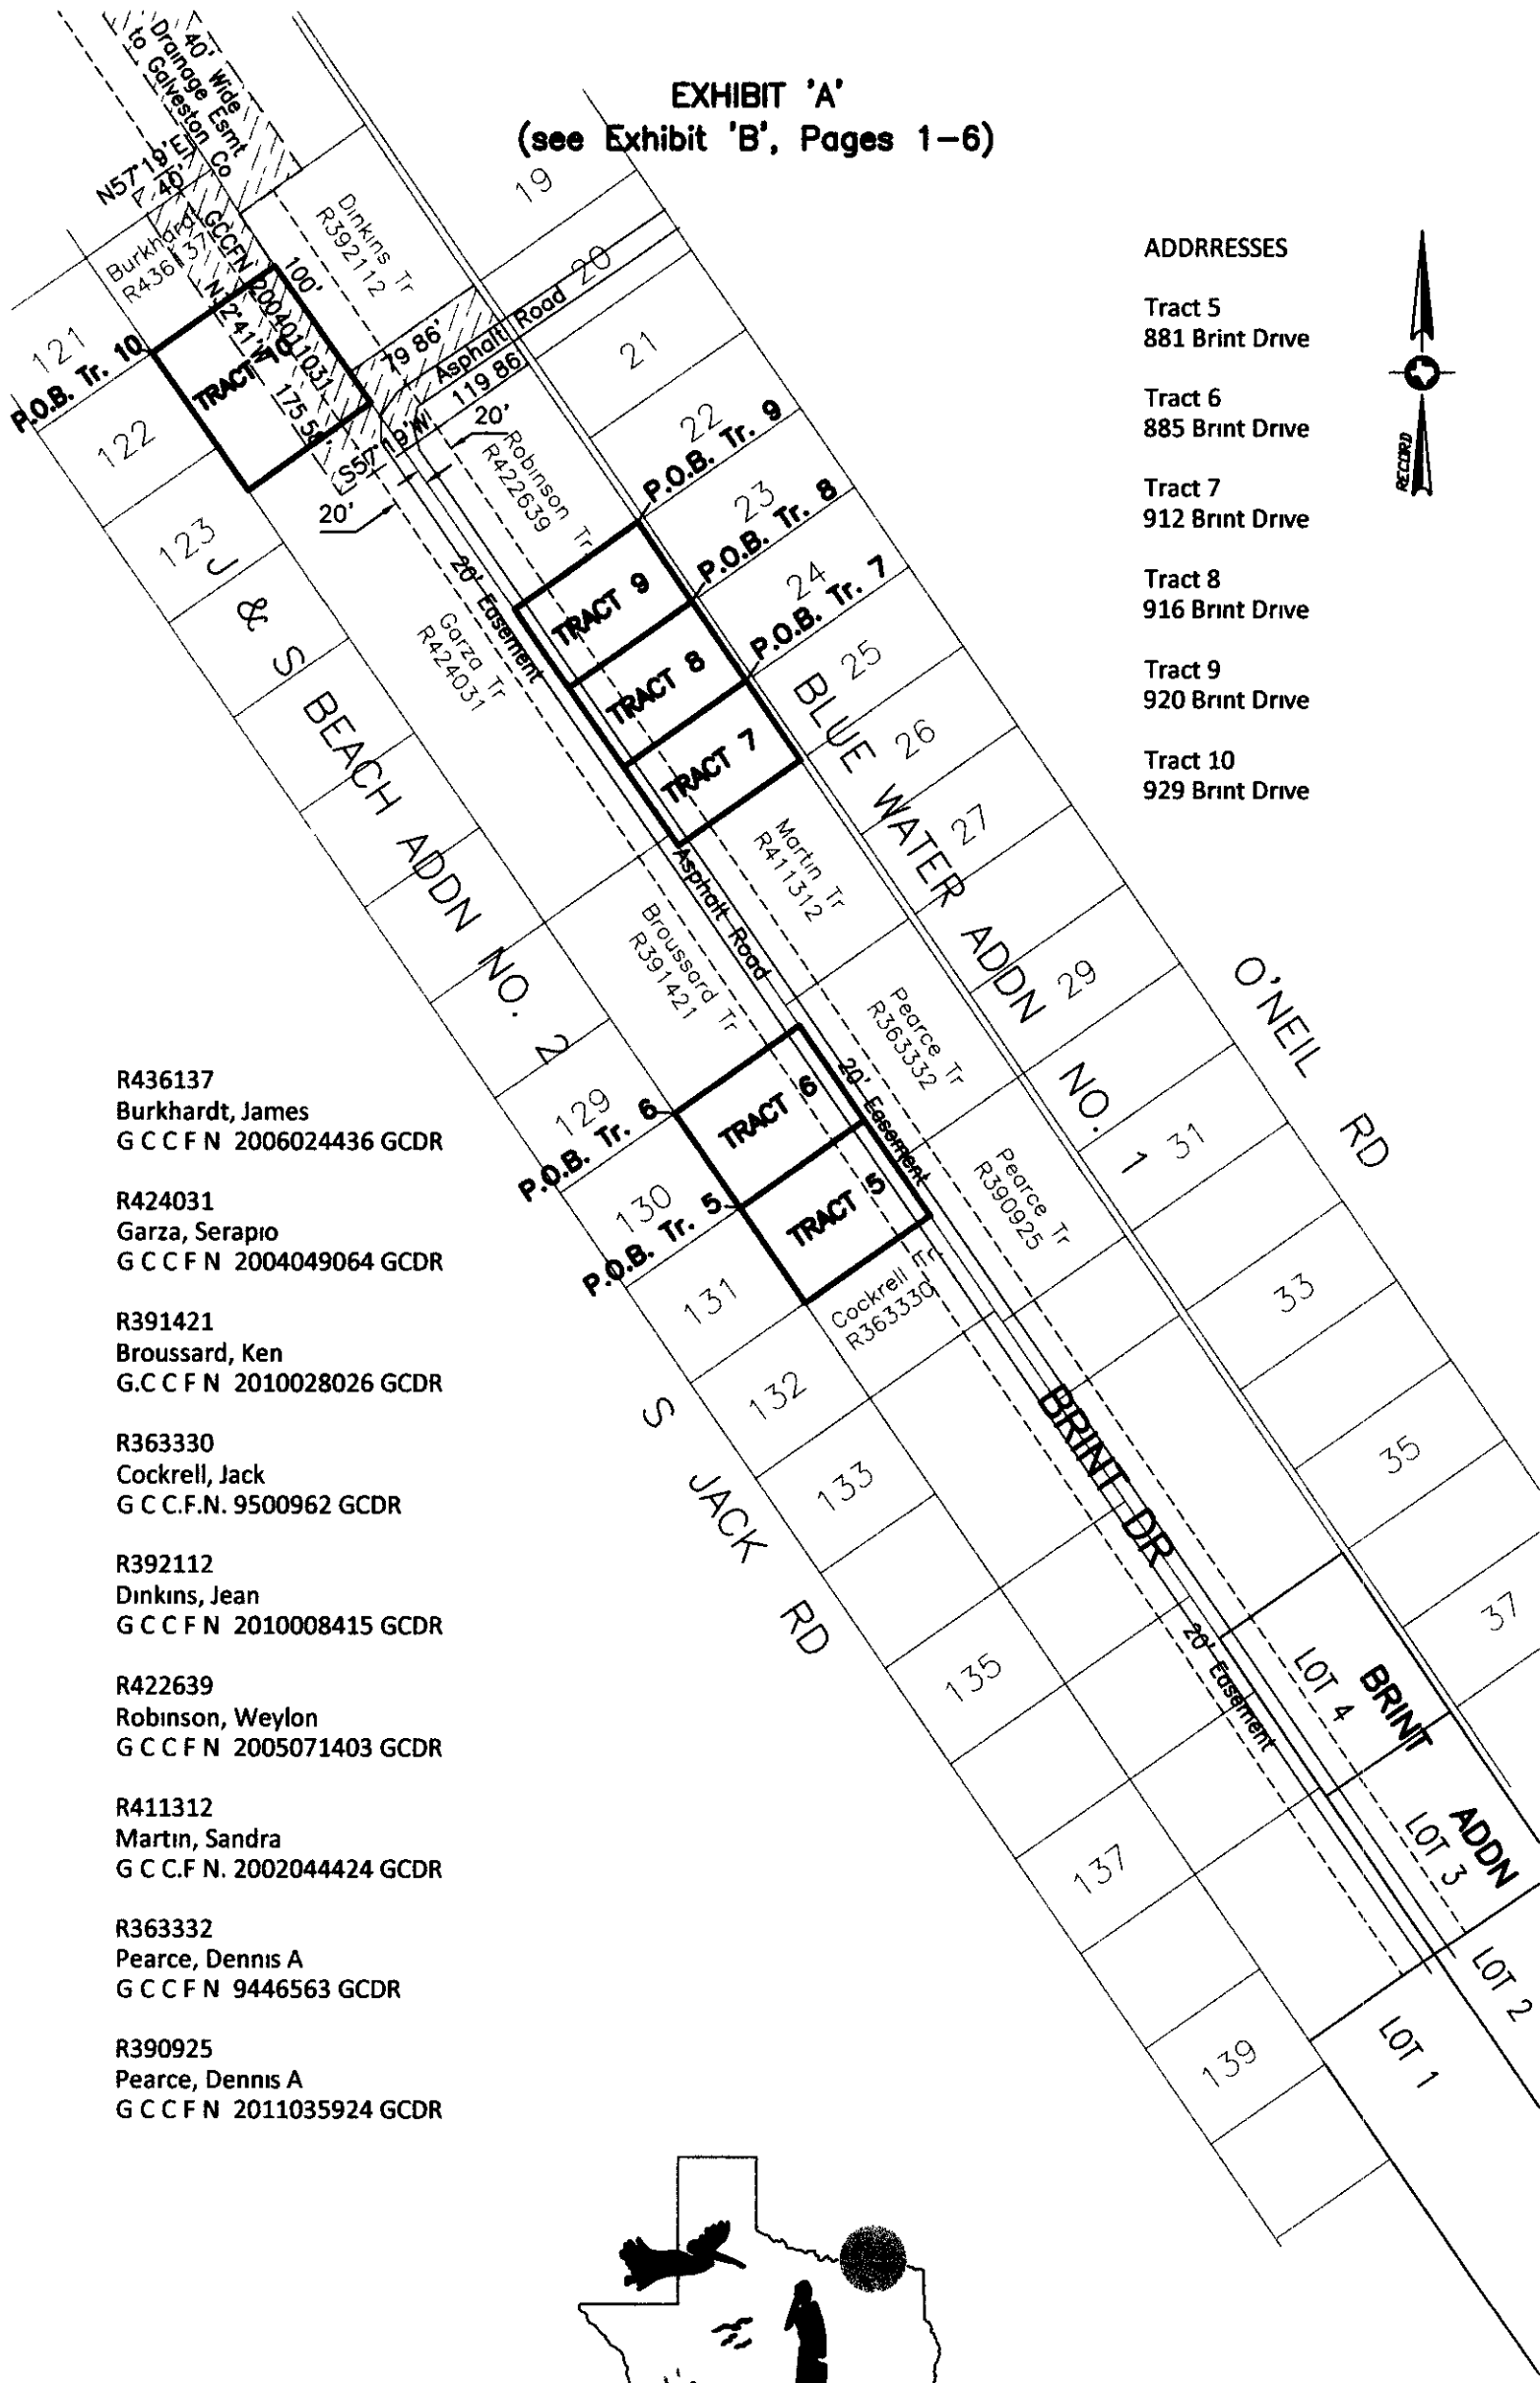 EXHIBIT 'A'
(see Exhibit 'B', Pages 1-6)
40' Wide
Drainage Esmt
to Galveston Co
N57°19'E
40'
GCCFN 2004011031
N32°41'W
175 5
100'
79 86'
119 86'
S57°19'W
20'
20'
Asphalt Road
Burkhardt
R436137
Dinkins Tr
R392112
Robinson Tr
R422639
Garza Tr
R424031
20' Easement
P.O.B. Tr. 10
TRACT 10
P.O.B. Tr. 9
TRACT 9
P.O.B. Tr. 8
TRACT 8
P.O.B. Tr. 7
TRACT 7
19
20
21
22
23
24
25
26
27
29
31
33
35
37
121
122
123
129
130
131
132
133
135
137
139
J & S BEACH ADDN NO. 2
BLUE WATER ADDN NO. 1
O'NEIL RD
S JACK RD
Martin Tr
R411312
Asphalt Road
Broussard Tr
R391421
Pearce Tr
R363332
20' Easement
Pearce Tr
R390925
P.O.B. Tr. 6
TRACT 6
P.O.B. Tr. 5
TRACT 5
Cockrell Tr
R363330
BRINT DR
20' Easement
BRINT ADDN
LOT 4
LOT 3
LOT 2
LOT 1
ADDRRESSES
Tract 5
881 Brint Drive
Tract 6
885 Brint Drive
Tract 7
912 Brint Drive
Tract 8
916 Brint Drive
Tract 9
920 Brint Drive
Tract 10
929 Brint Drive
RECORD
R436137
Burkhardt, James
G C C F N 2006024436 GCDR
R424031
Garza, Serapio
G C C F N 2004049064 GCDR
R391421
Broussard, Ken
G.C C F N 2010028026 GCDR
R363330
Cockrell, Jack
G C C.F.N. 9500962 GCDR
R392112
Dinkins, Jean
G C C F N 2010008415 GCDR
R422639
Robinson, Weylon
G C C F N 2005071403 GCDR
R411312
Martin, Sandra
G C C.F N. 2002044424 GCDR
R363332
Pearce, Dennis A
G C C F N 9446563 GCDR
R390925
Pearce, Dennis A
G C C F N 2011035924 GCDR